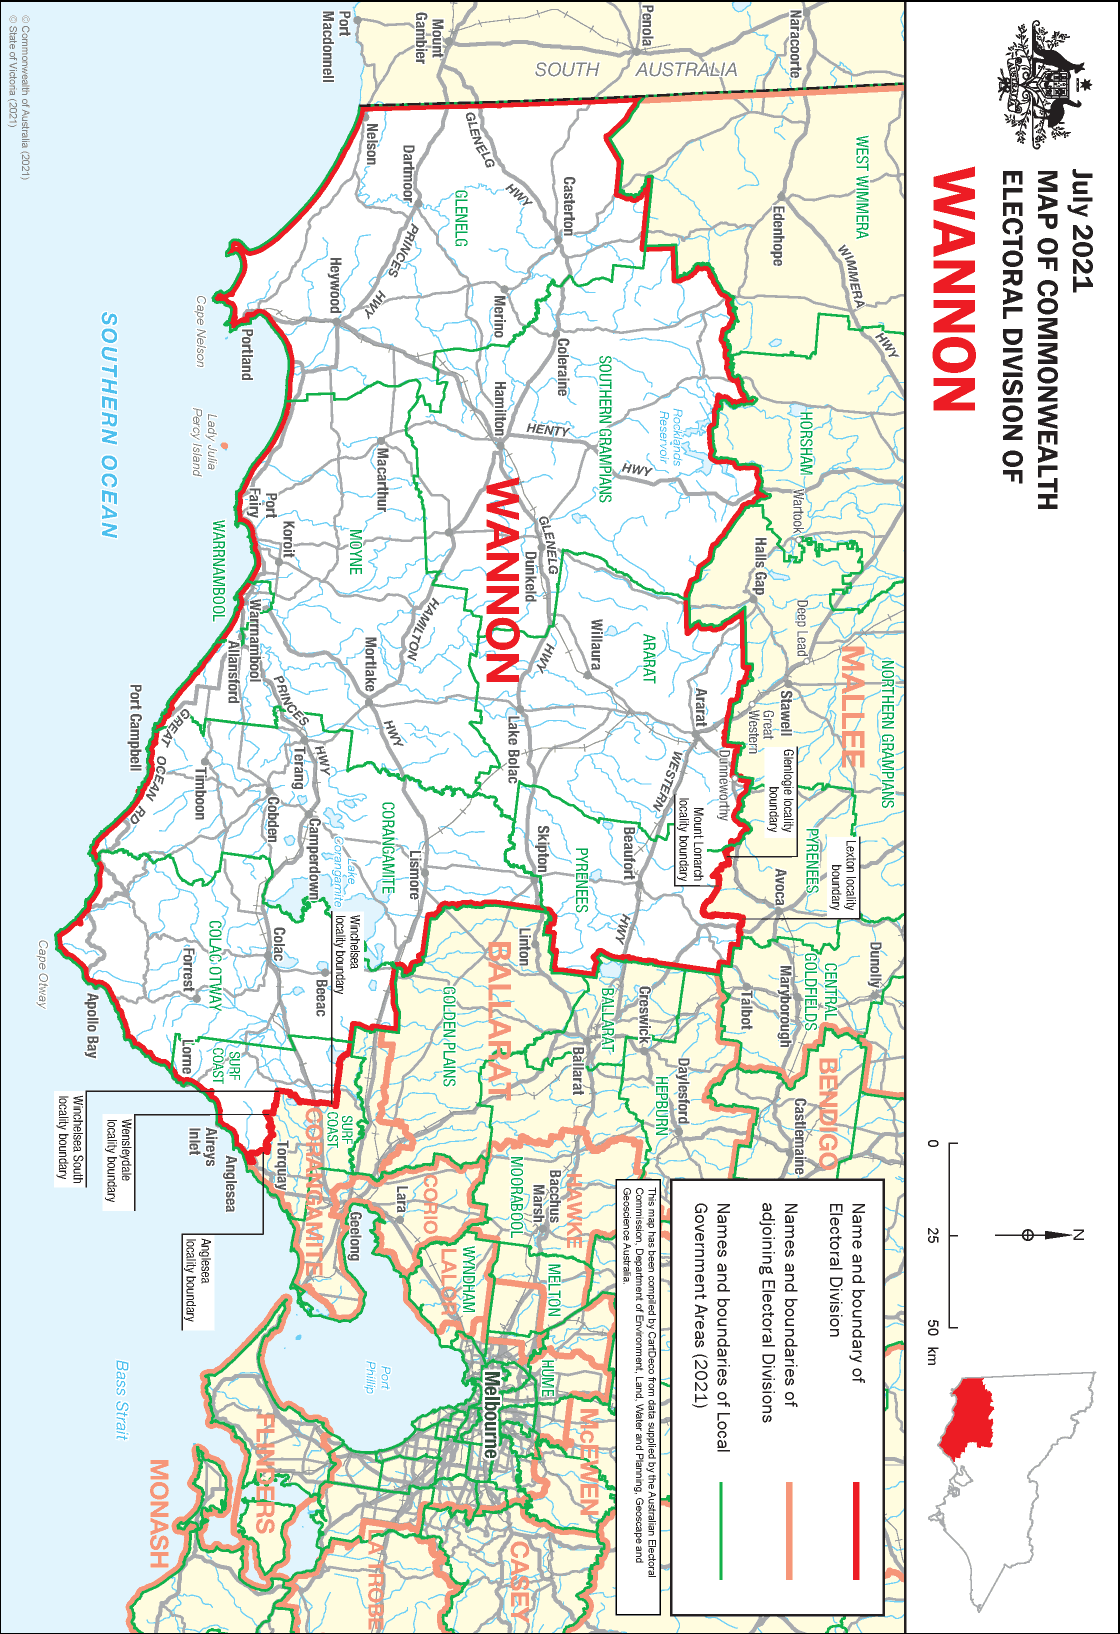 July 2021
MAP OF COMMONWEALTH
ELECTORAL DIVISION OF
WANNON
0 25 50 km
N
Name and boundary of
Electoral Division
Names and boundaries of
adjoining Electoral Divisions
Names and boundaries of Local
Government Areas (2021)
This map has been compiled by CartDeco from data supplied by the Australian Electoral
Commission, Department of Environment, Land, Water and Planning, Geoscape and
Geoscience Australia.
Naracoorte
Penola
SOUTH AUSTRALIA
Mount
Gambier
Port
Macdonnell
WEST WIMMERA
Edenhope
WIMMERA
HWY
HORSHAM
Wartook
Halls Gap
Deep Lead
NORTHERN GRAMPIANS
MALLEE
Stawell
Great
Western
Glenlogie locality
boundary
Lexton locality
boundary
PYRENEES
Avoca
Dunolly
CENTRAL
GOLDFIELDS
Maryborough
Talbot
BENDIGO
Castlemaine
Daylesford
HEPBURN
Creswick
BALLARAT
Ballarat
Nelson
Dartmoor
GLENELG
HWY
Casterton
GLENELG
PRINCES
HWY
Heywood
Merino
Coleraine
SOUTHERN GRAMPIANS
Rocklands
Reservoir
Hamilton
HENTY
HWY
Cape Nelson
Portland
Lady Julia
Percy Island
Macarthur
WANNON
GLENELG
HWY
Dunkeld
Willaura
ARARAT
Ararat
Dunneworthy
WESTERN
HWY
Mount Lonarch
locality boundary
Beaufort
PYRENEES
Skipton
Lake Bolac
Linton
BALLARAT
GOLDEN PLAINS
Port
Fairy
Koroit
MOYNE
WARRNAMBOOL
Warrnambool
Allansford
HAMILTON
HWY
Mortlake
PRINCES
HWY
Terang
Port Campbell
GREAT OCEAN RD
Timboon
Cobden
Camperdown
Lake
Corangamite
CORANGAMITE
Lismore
Winchelsea
locality boundary
Colac
Beeac
COLAC OTWAY
Forrest
Cape Otway
Apollo Bay
Lorne
SURF
COAST
Winchelsea South
locality boundary
Wensleydale
locality boundary
Aireys
Inlet
Anglesea
Anglesea
locality boundary
Torquay
SURF
COAST
CORANGAMITE
Geelong
Lara
CORIO
MOORABOOL
Bacchus
Marsh
HAWKE
MELTON
WYNDHAM
LALOR
HUME
McEWEN
Melbourne
Port
Phillip
FLINDERS
MONASH
LA TROBE
CASEY
SOUTHERN OCEAN
Bass Strait
© Commonwealth of Australia (2021)
© State of Victoria (2021)